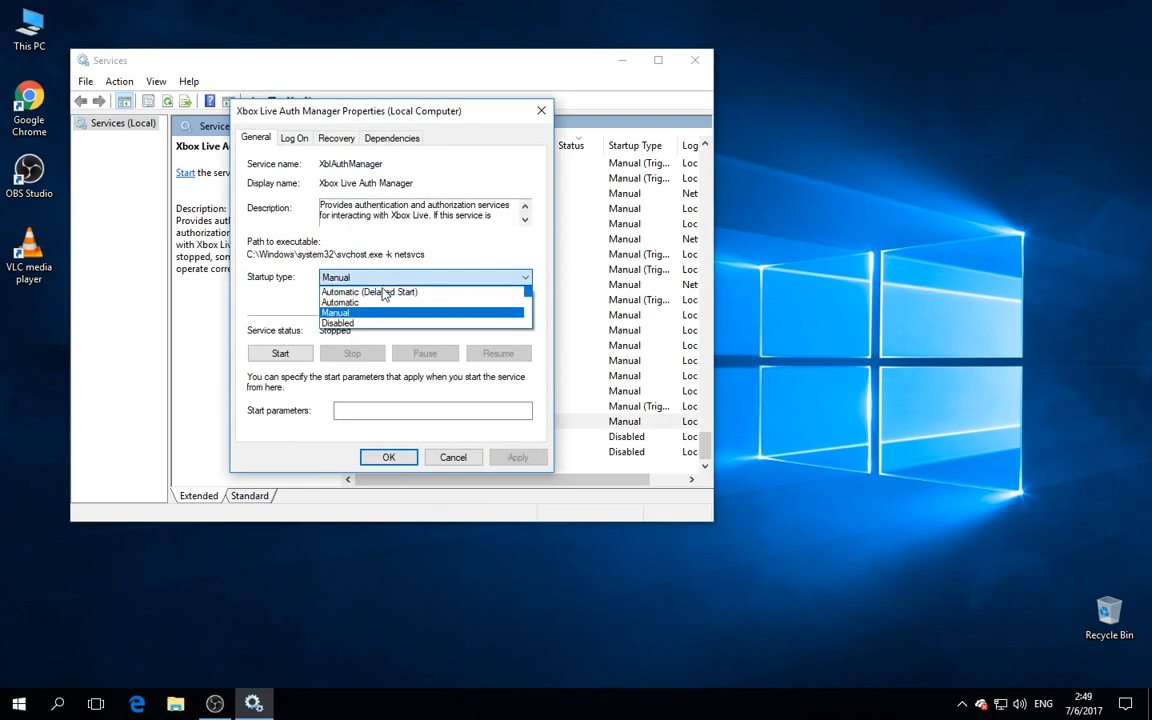 This PC
Google
Chrome
OBS Studio
VLC media
player
Services
File Action View Help
Services (Local)
Xbox Live Auth Manager Properties (Local Computer)
General Log On Recovery Dependencies
Service name: XblAuthManager
Display name: Xbox Live Auth Manager
Description: Provides authentication and authorization services
for interacting with Xbox Live. If this service is
Path to executable:
C:\Windows\system32\svchost.exe -k netsvcs
Startup type: Manual
Automatic (Delayed Start)
Automatic
Manual
Disabled
Service status: Stopped
Start Stop Pause Resume
You can specify the start parameters that apply when you start the service
from here.
Start parameters:
OK Cancel Apply
Service
Xbox Live A
Start the serv
Description:
Provides aut
authorization
with Xbox Li
stopped, som
operate corre
Status Startup Type Log
Manual (Trig... Loc
Manual (Trig... Loc
Manual Net
Manual Loc
Manual Loc
Manual Net
Manual (Trig... Loc
Manual Loc
Manual (Trig... Net
Manual Loc
Manual Loc
Manual Loc
Manual Loc
Manual Loc
Manual Loc
Manual Loc
Manual (Trig... Loc
Manual Loc
Disabled Loc
Disabled Loc
Extended Standard
Recycle Bin
ENG
2:49
7/6/2017